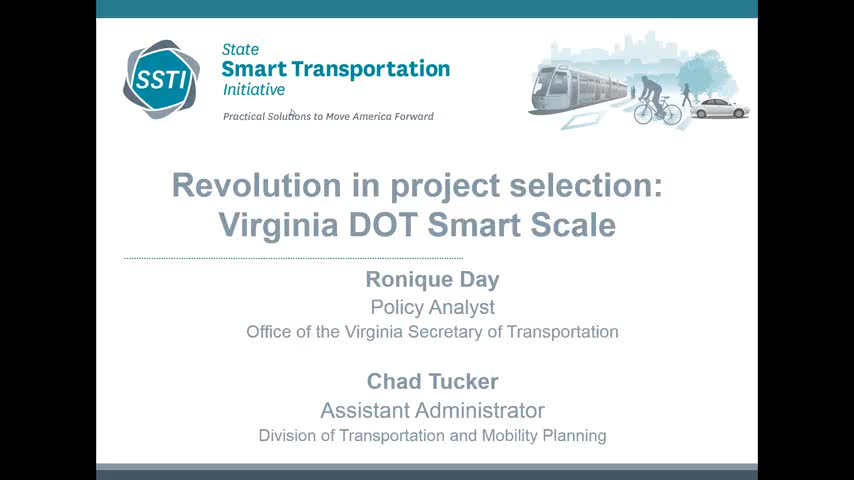 SSTI
State
Smart Transportation
Initiative
Practical Solutions to Move America Forward
Revolution in project selection:
Virginia DOT Smart Scale
Ronique Day
Policy Analyst
Office of the Virginia Secretary of Transportation
Chad Tucker
Assistant Administrator
Division of Transportation and Mobility Planning